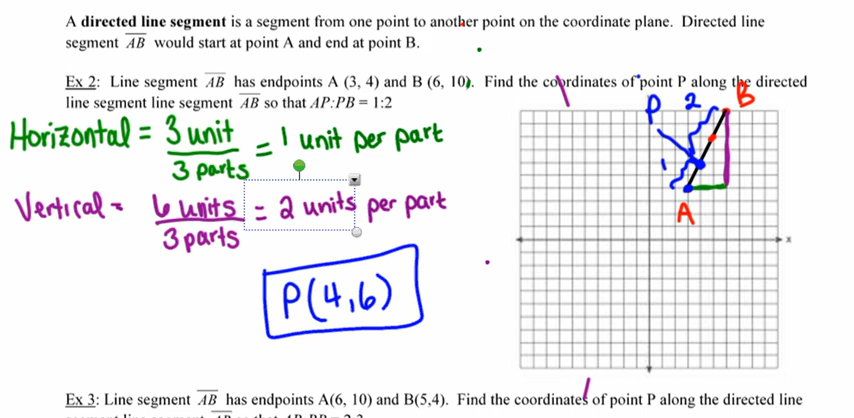 A directed line segment is a segment from one point to another point on the coordinate plane. Directed line
segment AB would start at point A and end at point B.
Ex 2: Line segment AB has endpoints A (3, 4) and B (6, 10). Find the coordinates of point P along the directed
line segment line segment AB so that AP:PB = 1:2
Horizontal = 3 unit / 3 parts = 1 unit per part
Vertical = 6 units / 3 parts = 2 units per part
P(4,6)
P 2 B
1
A
x
Ex 3: Line segment AB has endpoints A(6, 10) and B(5,4). Find the coordinates of point P along the directed line